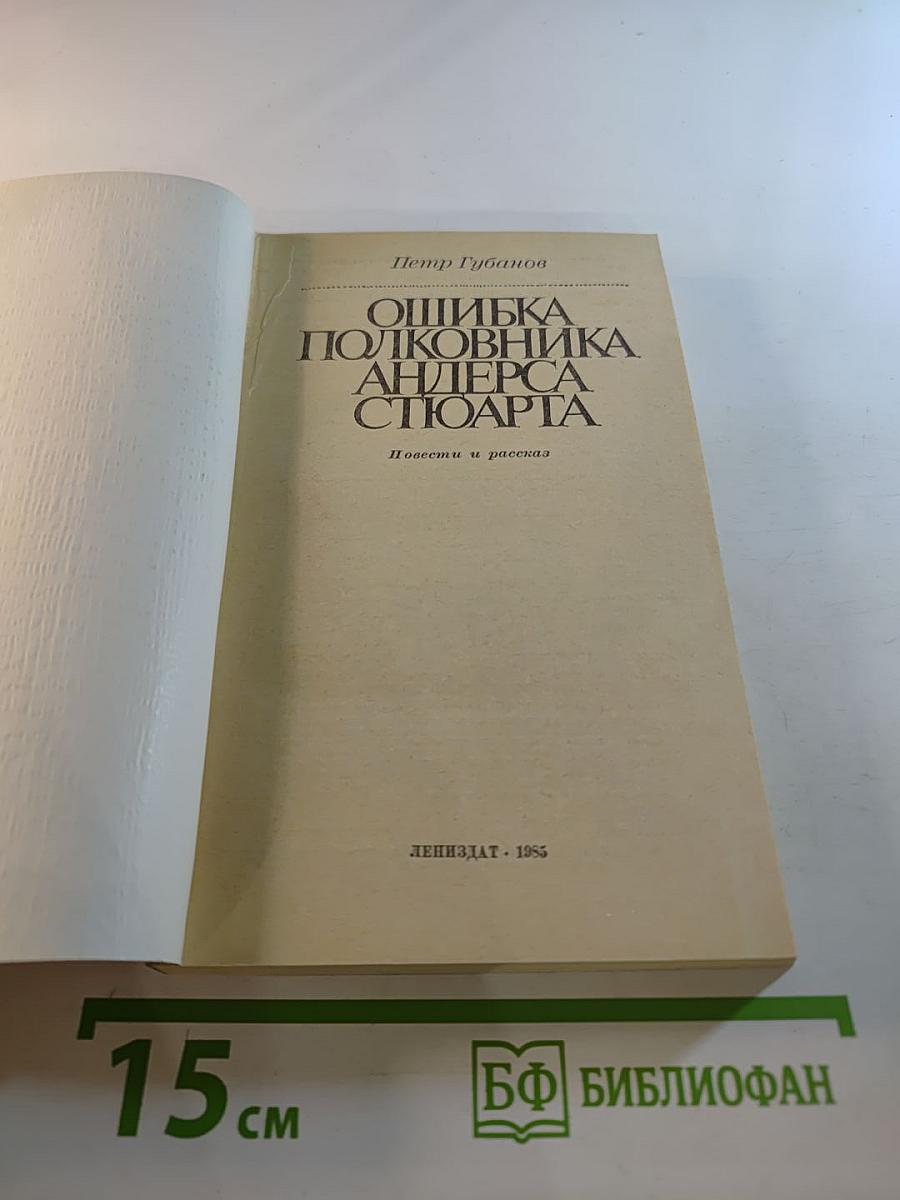 Петр Губанов
ОШИБКА
ПОЛКОВНИКА
АНДЕРСА
СТЮАРТА
Повести и рассказ
ЛЕНИЗДАТ · 1985
15 см
БФ БИБЛИОФАН